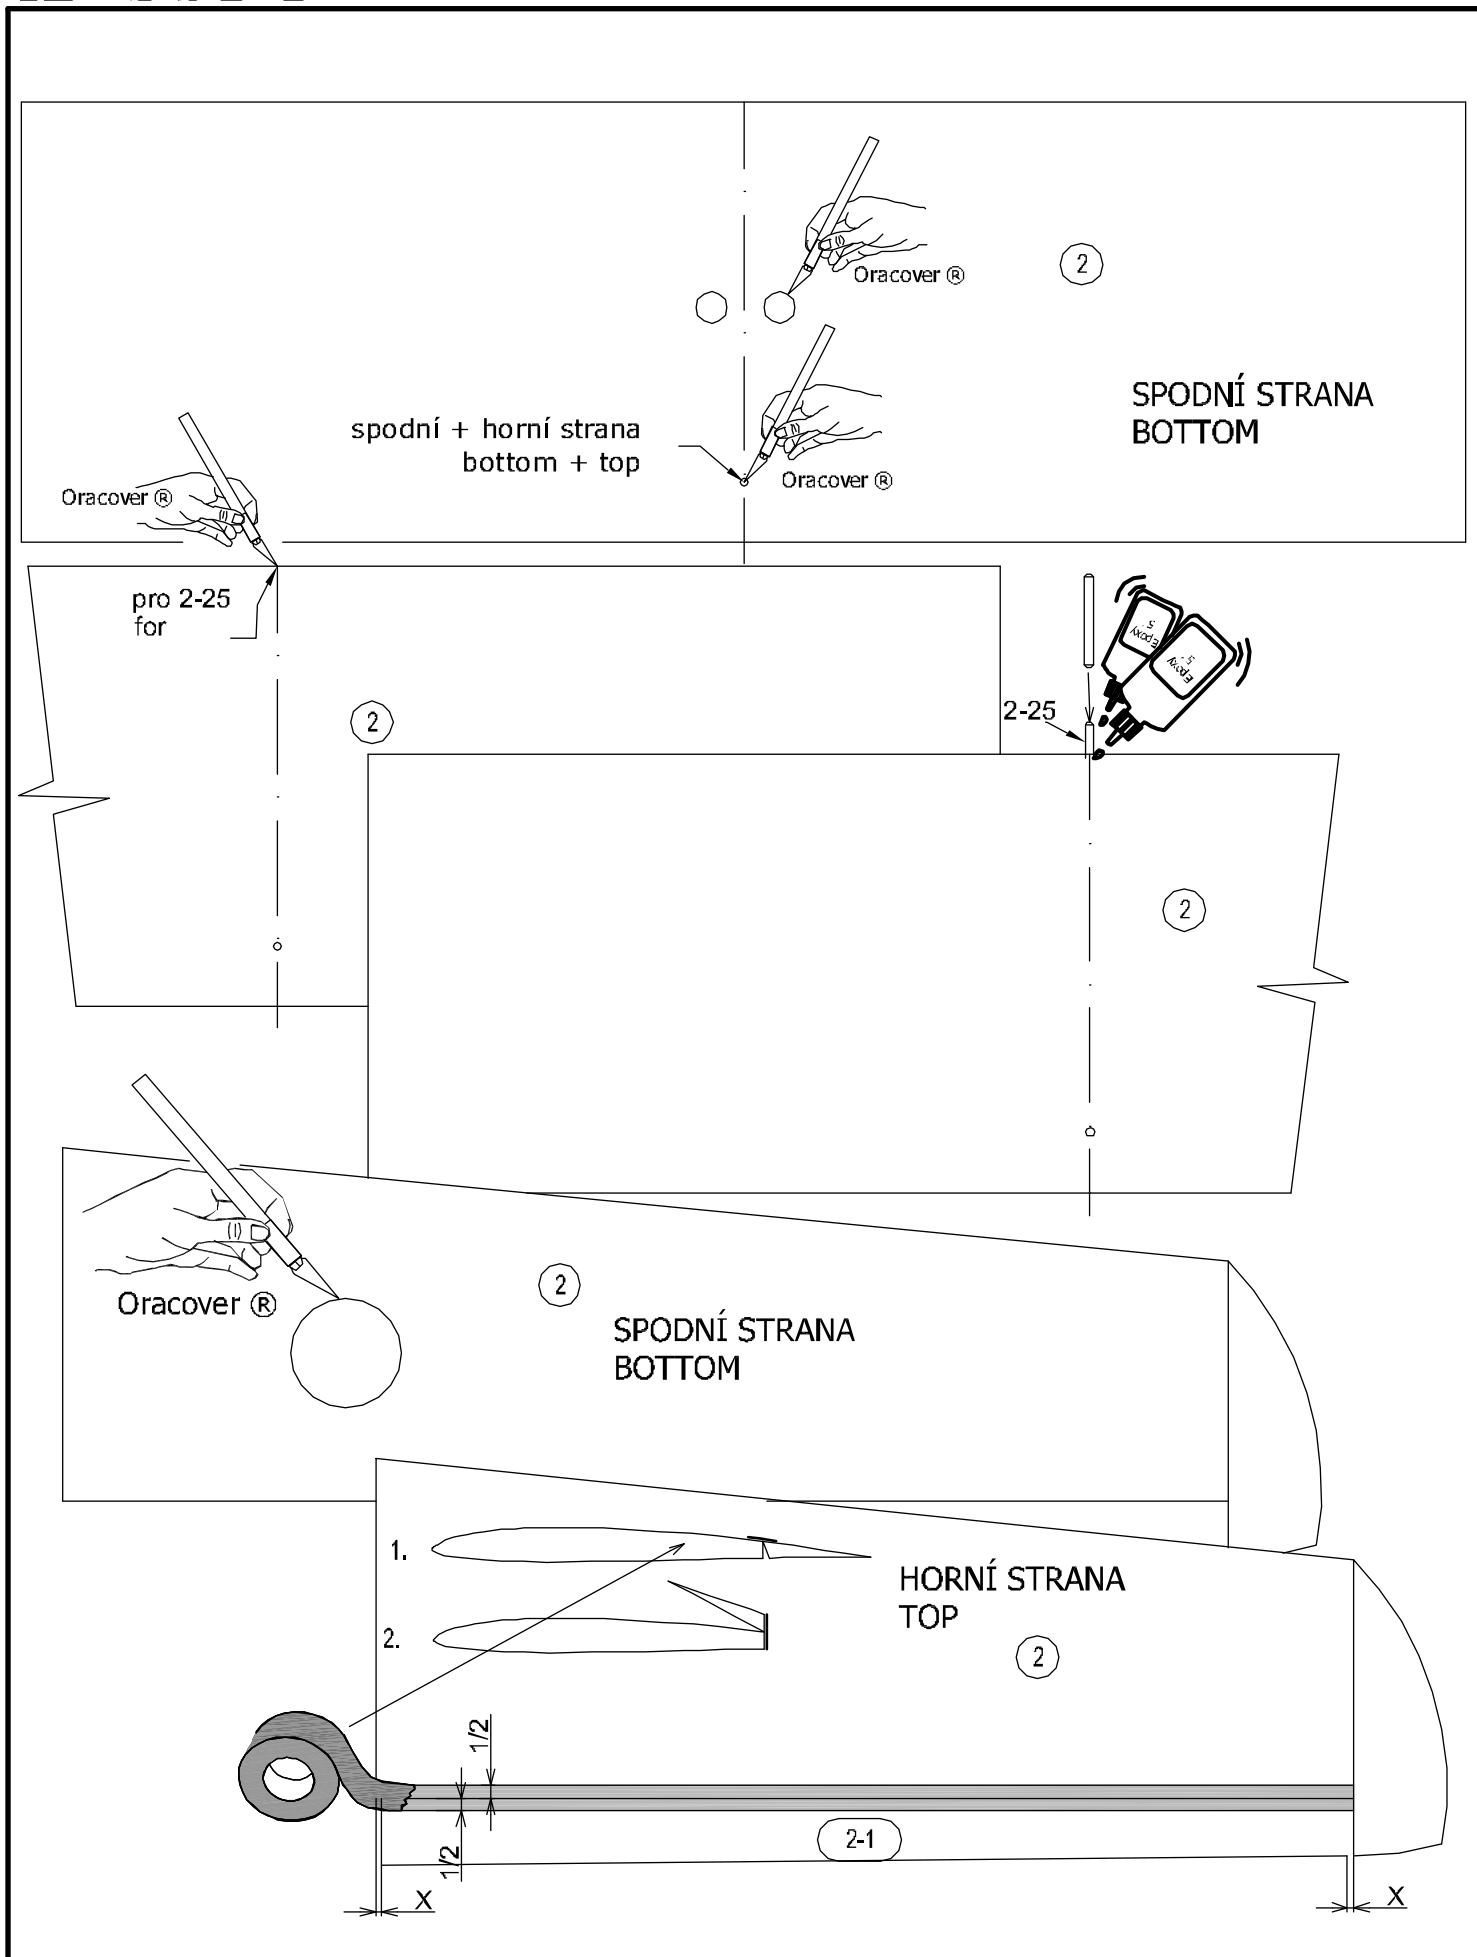 Oracover ®
2
SPODNÍ STRANA
BOTTOM
spodní + horní strana
bottom + top
Oracover ®
Oracover ®
pro 2-25
for
Epoxy
5'
Epoxy
5'
2-25
2
2
Oracover ®
2
SPODNÍ STRANA
BOTTOM
1.
HORNÍ STRANA
TOP
2.
2
1/2
2-1
1/2
X
X